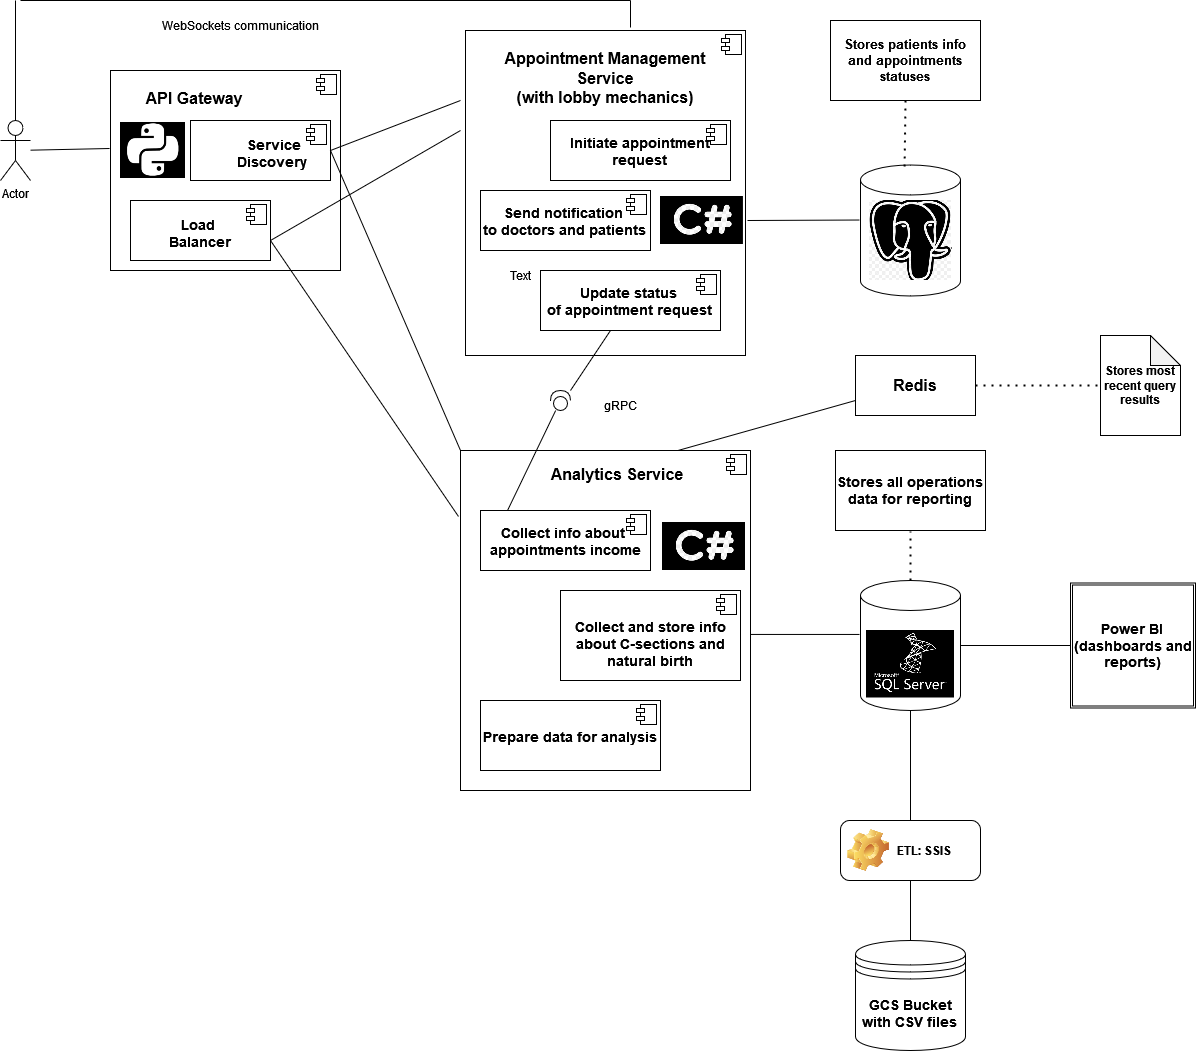 WebSockets communication
API Gateway
Service
Discovery
Load
Balancer
Actor
Appointment Management
Service
(with lobby mechanics)
Initiate appointment
request
Send notification
to doctors and patients
C#
Text
Update status
of appointment request
Stores patients info
and appointments
statuses
gRPC
Redis
Stores most
recent query
results
Analytics Service
Collect info about
appointments income
C#
Collect and store info
about C-sections and
natural birth
Prepare data for analysis
Stores all operations
data for reporting
Microsoft
SQL Server
Power BI
(dashboards and
reports)
ETL: SSIS
GCS Bucket
with CSV files